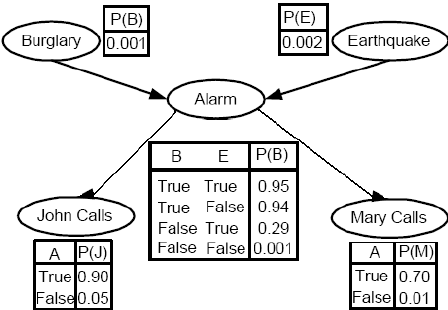 Burglary
P(B)
0.001
P(E)
0.002
Earthquake
Alarm
B E P(B)
True True 0.95
True False 0.94
False True 0.29
False False 0.001
John Calls
A P(J)
True 0.90
False 0.05
Mary Calls
A P(M)
True 0.70
False 0.01